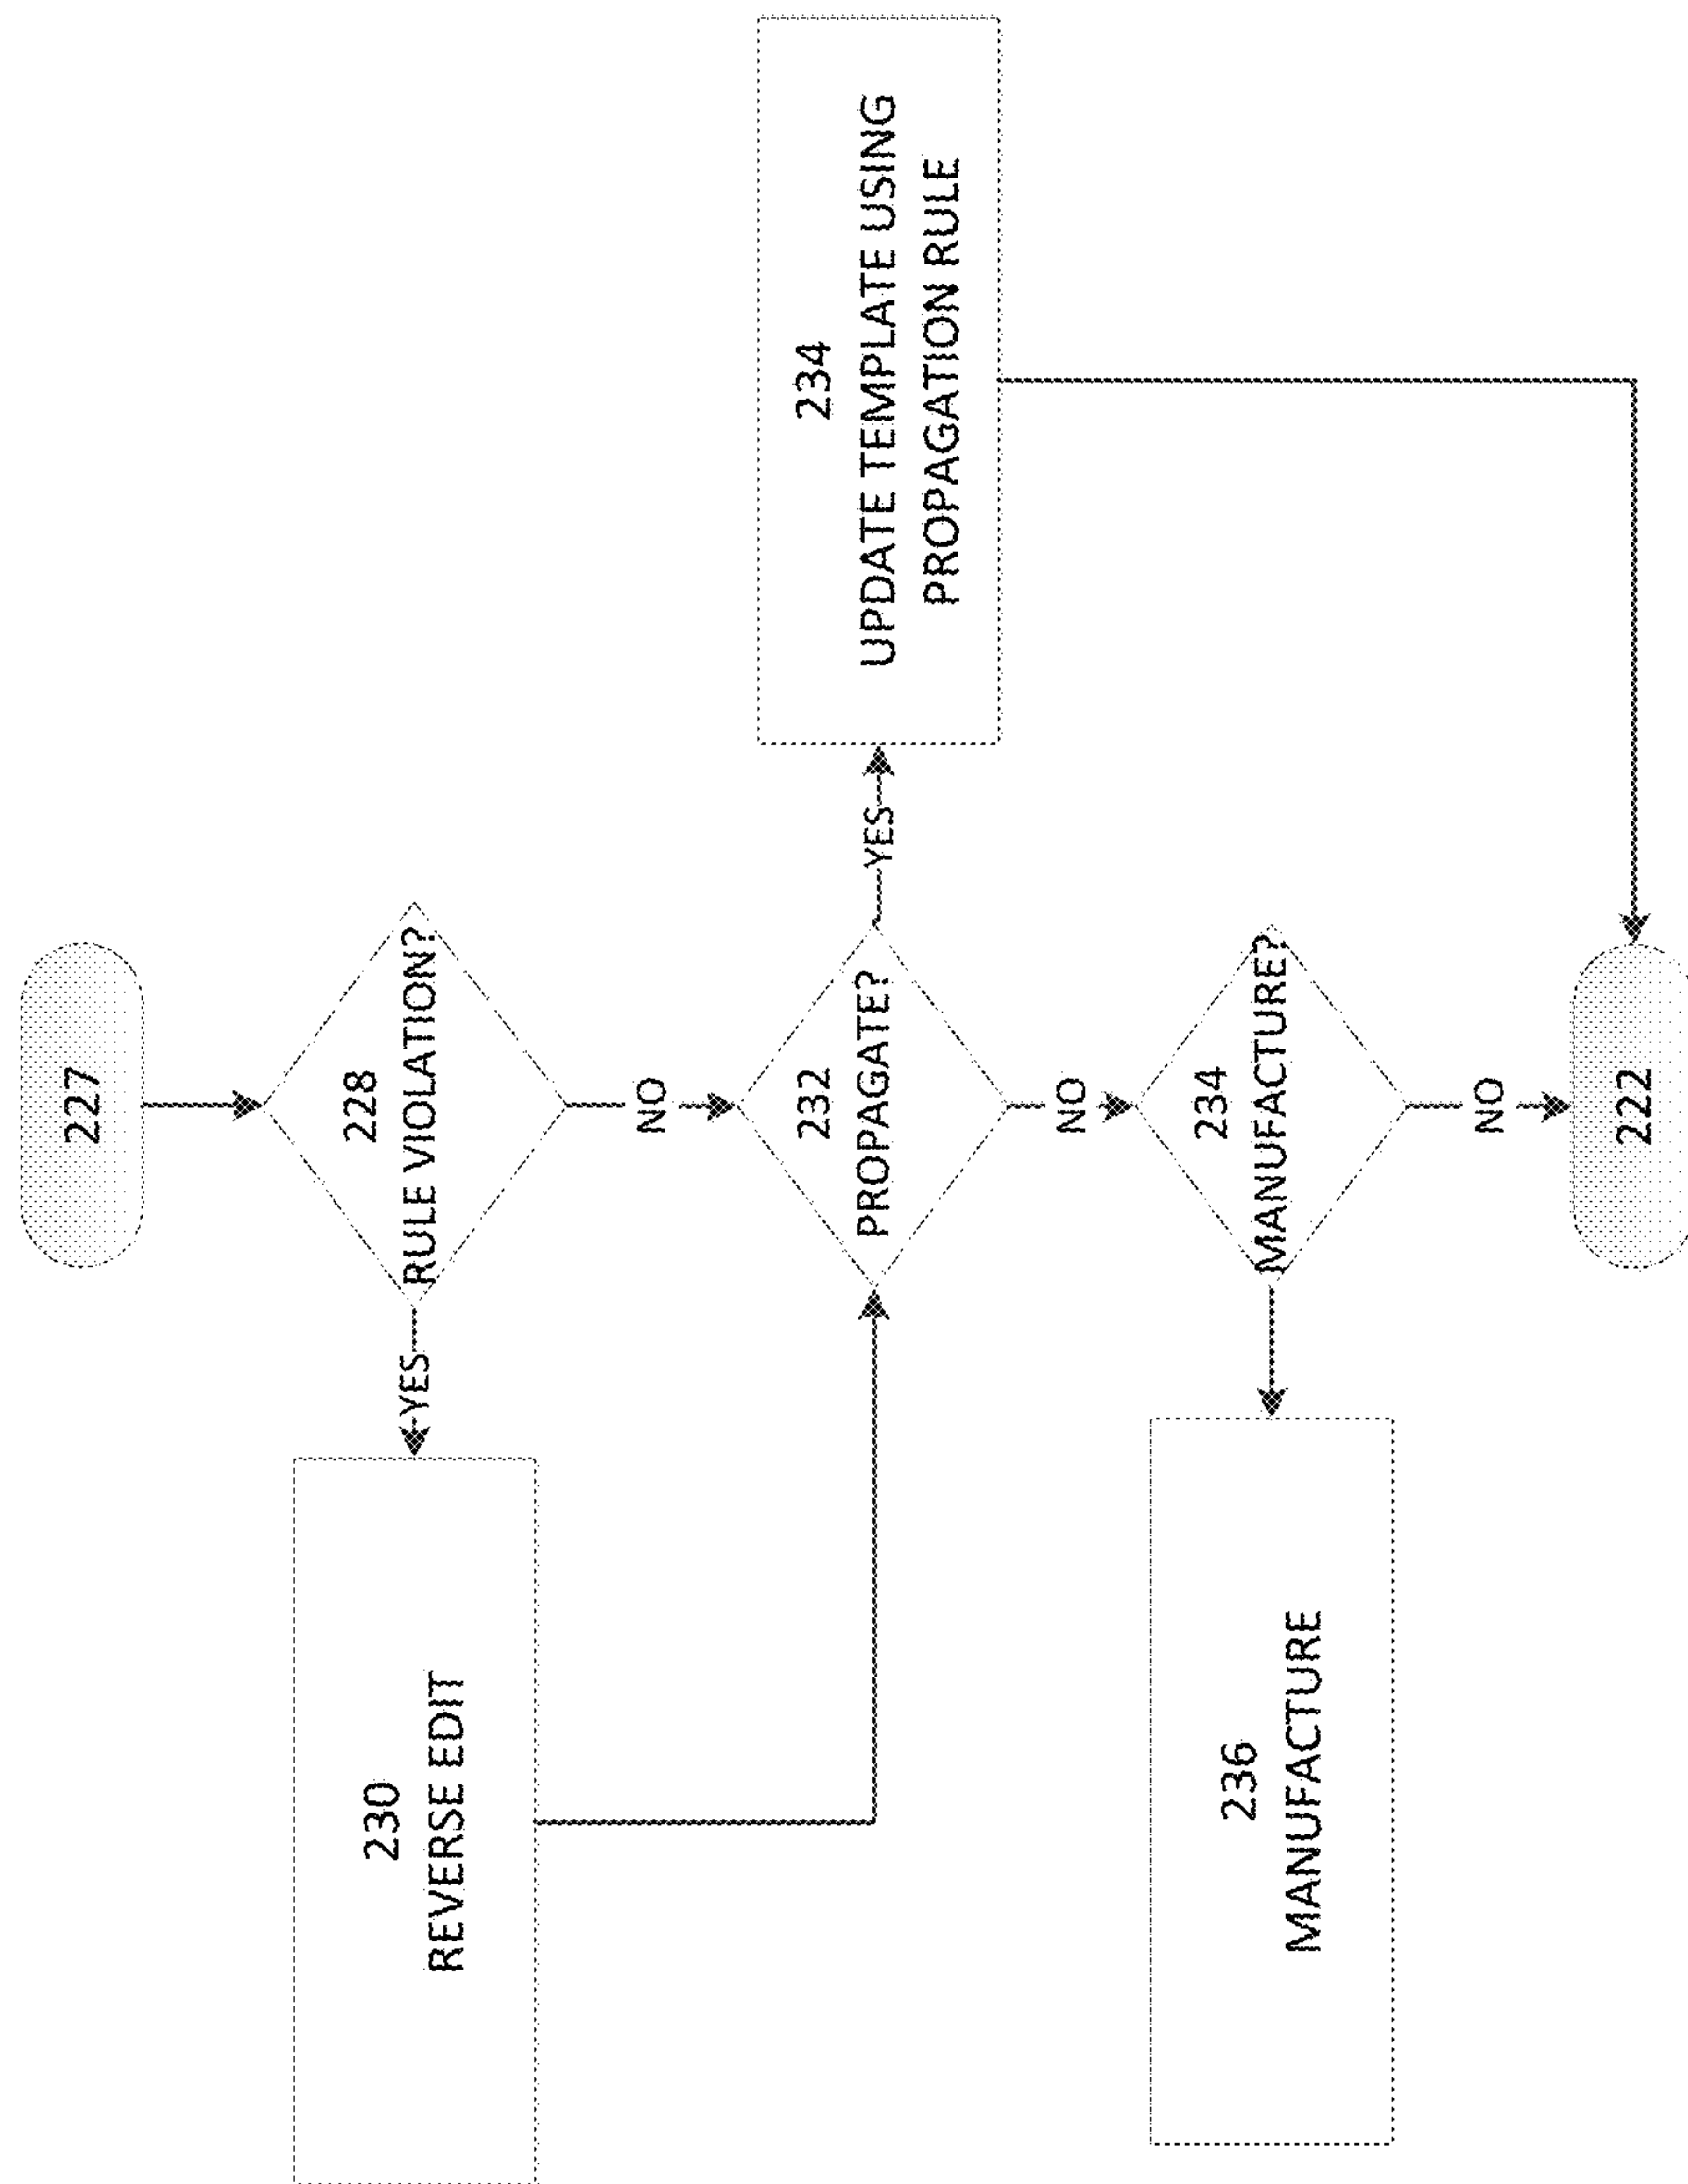 227
228
RULE VIOLATION?
YES
230
REVERSE EDIT
NO
232
PROPAGATE?
YES
234
UPDATE TEMPLATE USING
PROPAGATION RULE
NO
234
MANUFACTURE?
236
MANUFACTURE
NO
222